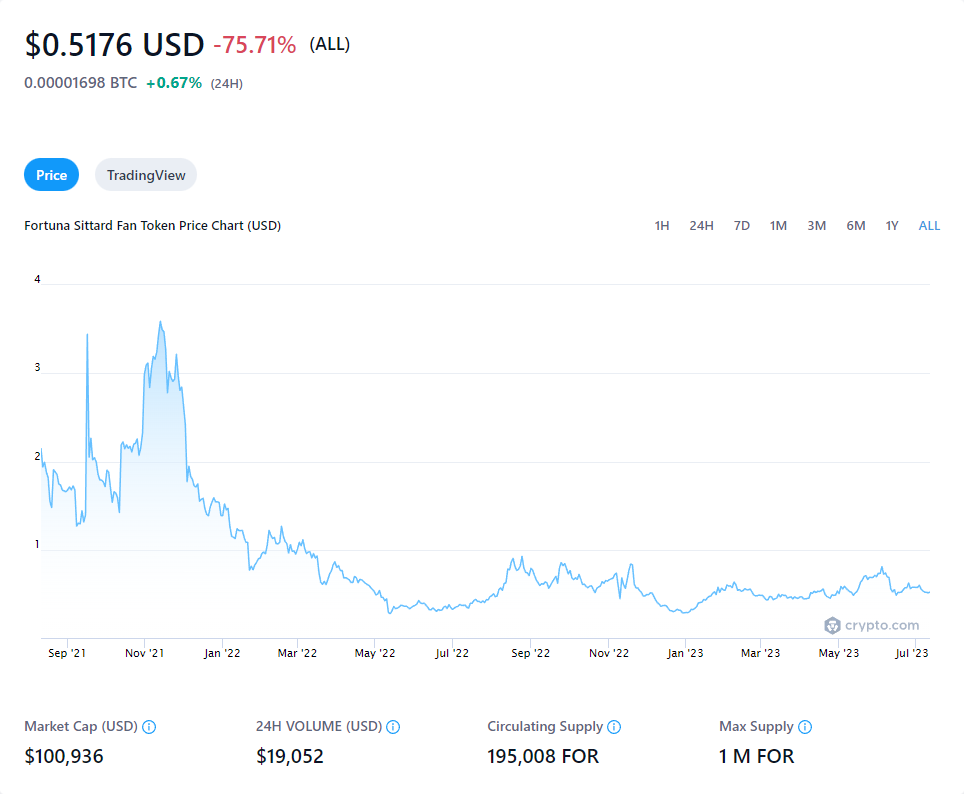 $0.5176 USD -75.71% (ALL)
0.00001698 BTC +0.67% (24H)
Price TradingView
Fortuna Sittard Fan Token Price Chart (USD) 1H 24H 7D 1M 3M 6M 1Y ALL
4
3
2
1
crypto.com
Sep '21 Nov '21 Jan '22 Mar '22 May '22 Jul '22 Sep '22 Nov '22 Jan '23 Mar '23 May '23 Jul '23
Market Cap (USD) 24H VOLUME (USD) Circulating Supply Max Supply
$100,936 $19,052 195,008 FOR 1 M FOR